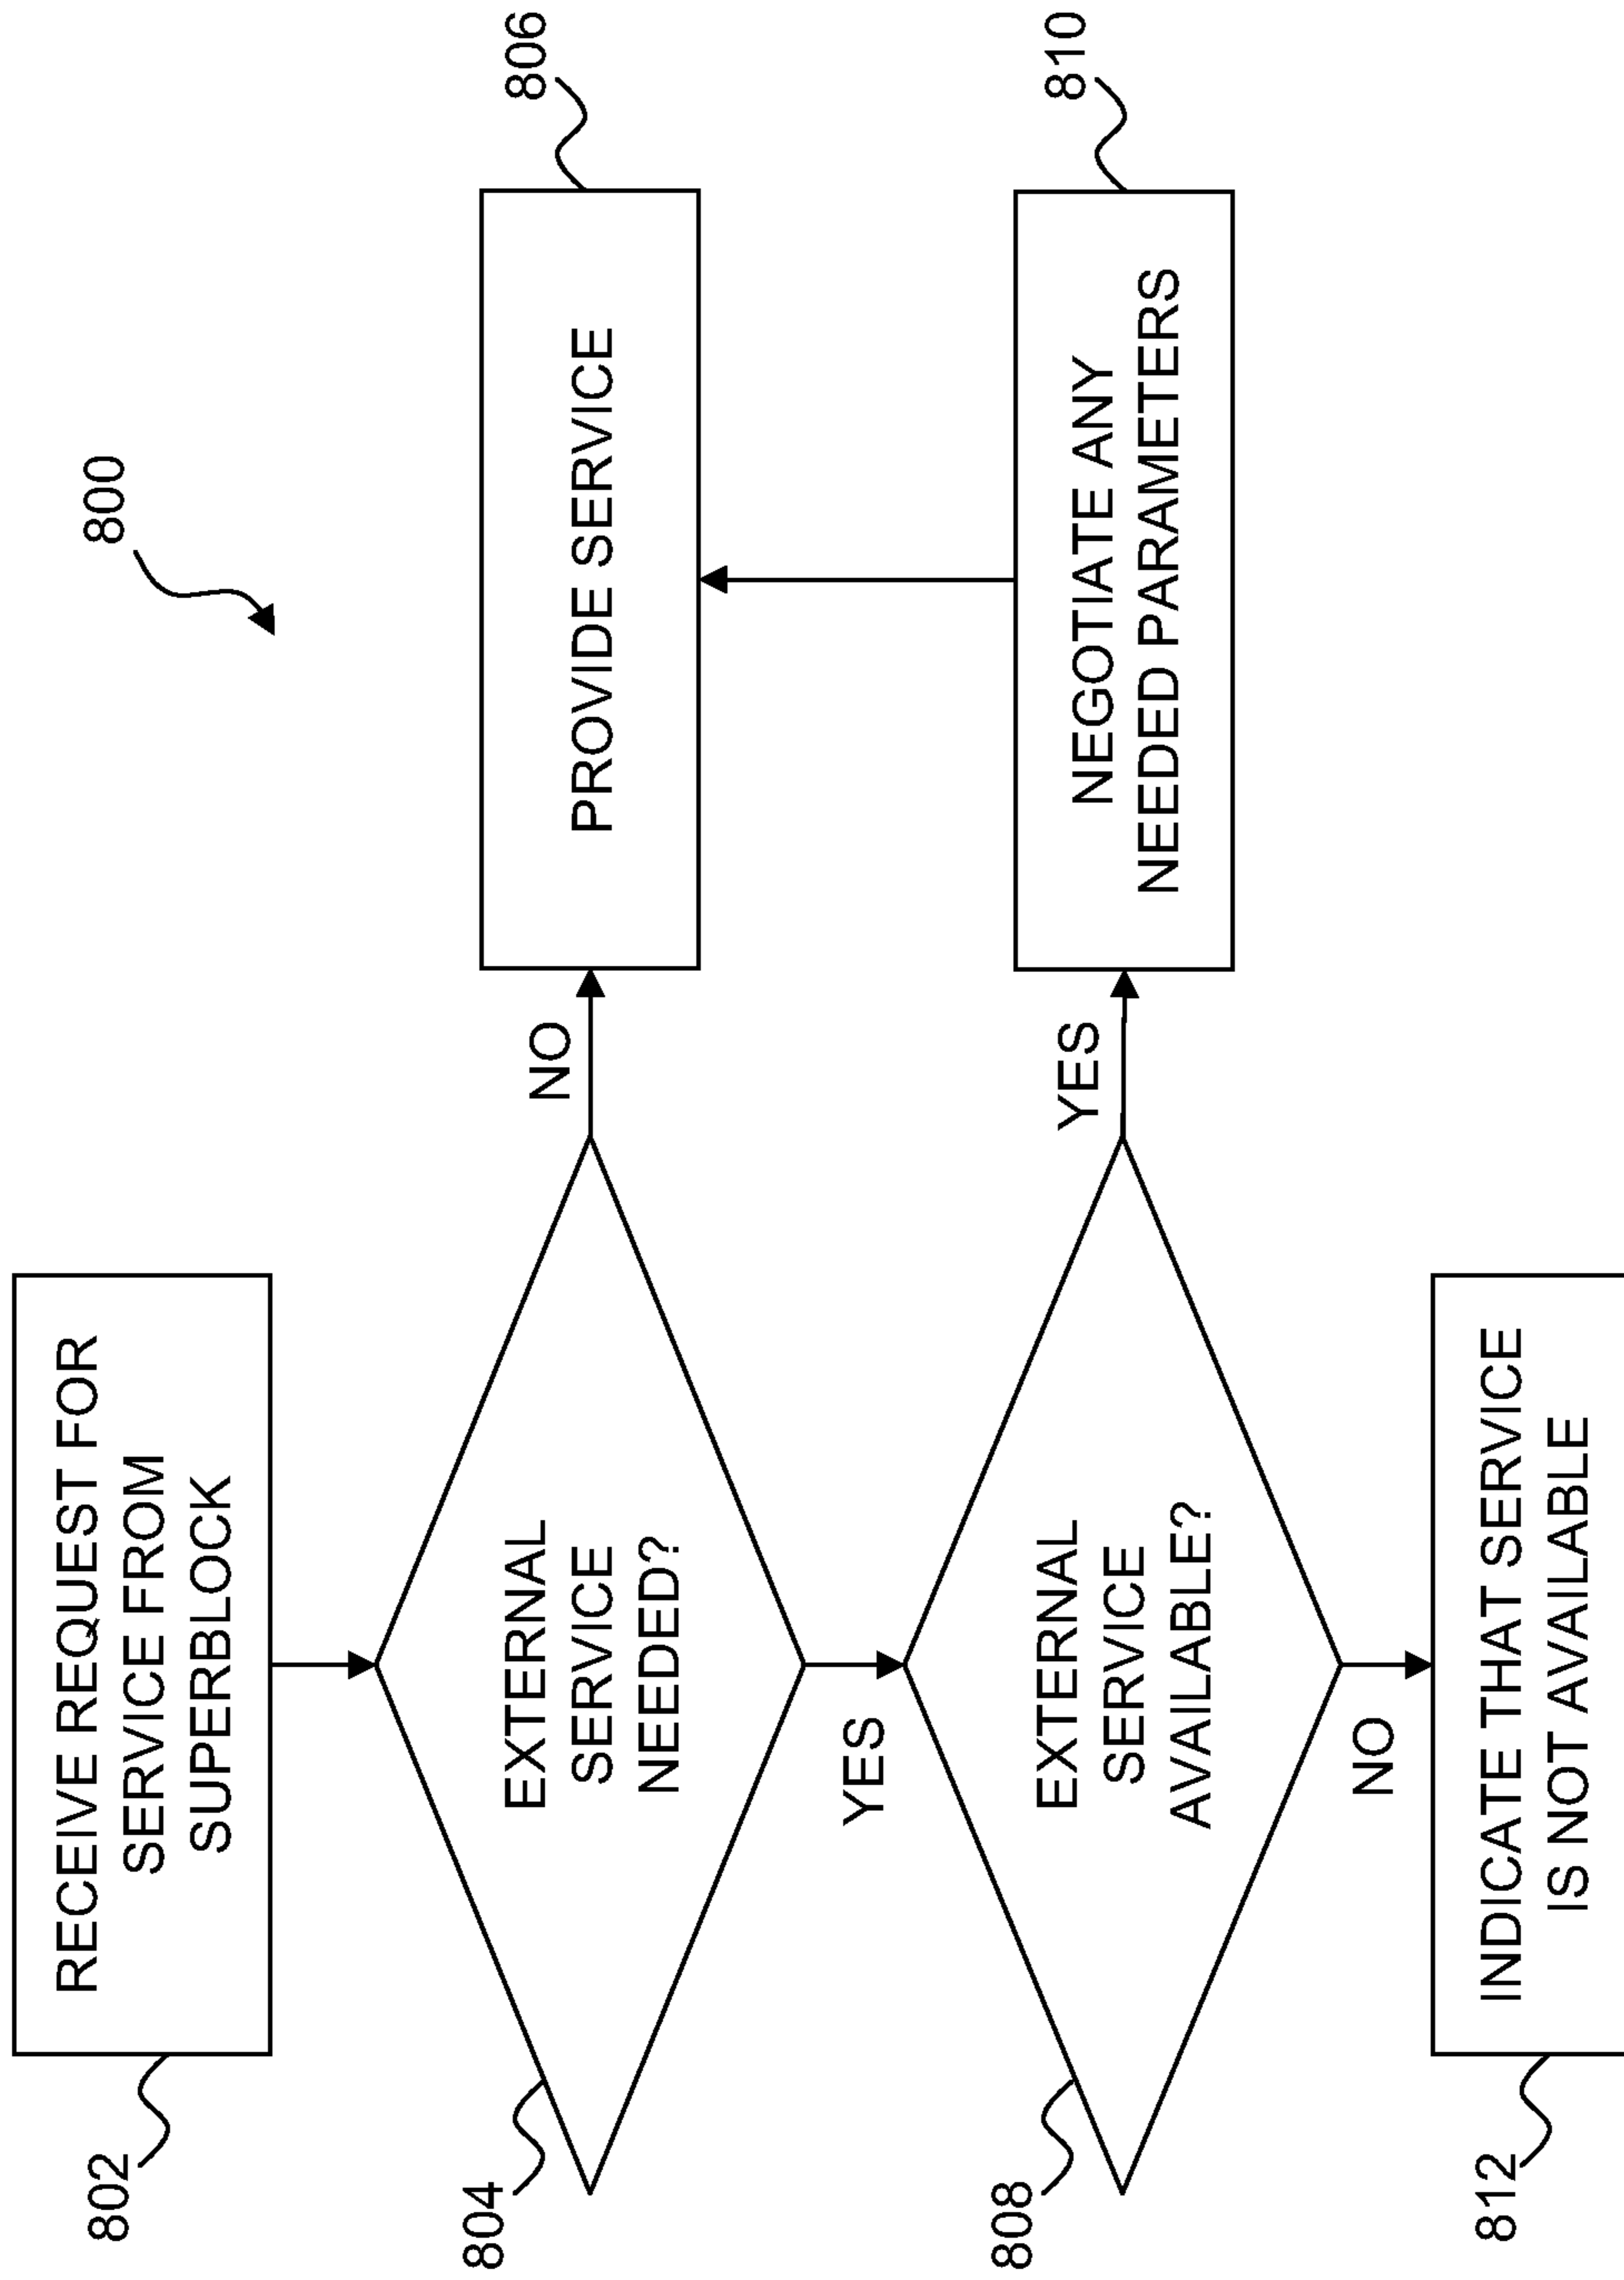 800
802
RECEIVE REQUEST FOR
SERVICE FROM
SUPERBLOCK
804
EXTERNAL
SERVICE
NEEDED?
NO
806
PROVIDE SERVICE
YES
808
EXTERNAL
SERVICE
AVAILABLE?
YES
810
NEGOTIATE ANY
NEEDED PARAMETERS
NO
812
INDICATE THAT SERVICE
IS NOT AVAILABLE